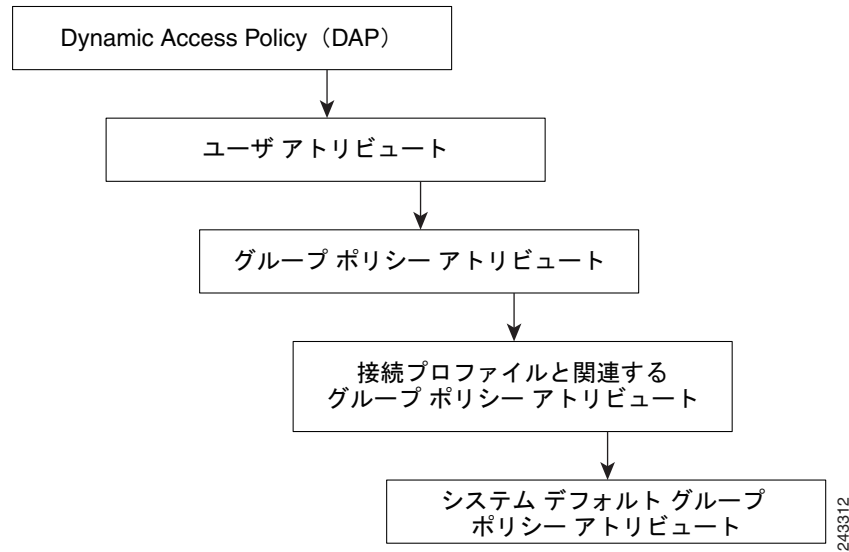 Dynamic Access Policy（DAP）
ユーザ アトリビュート
グループ ポリシー アトリビュート
接続プロファイルと関連する
グループ ポリシー アトリビュート
システム デフォルト グループ
ポリシー アトリビュート
243312